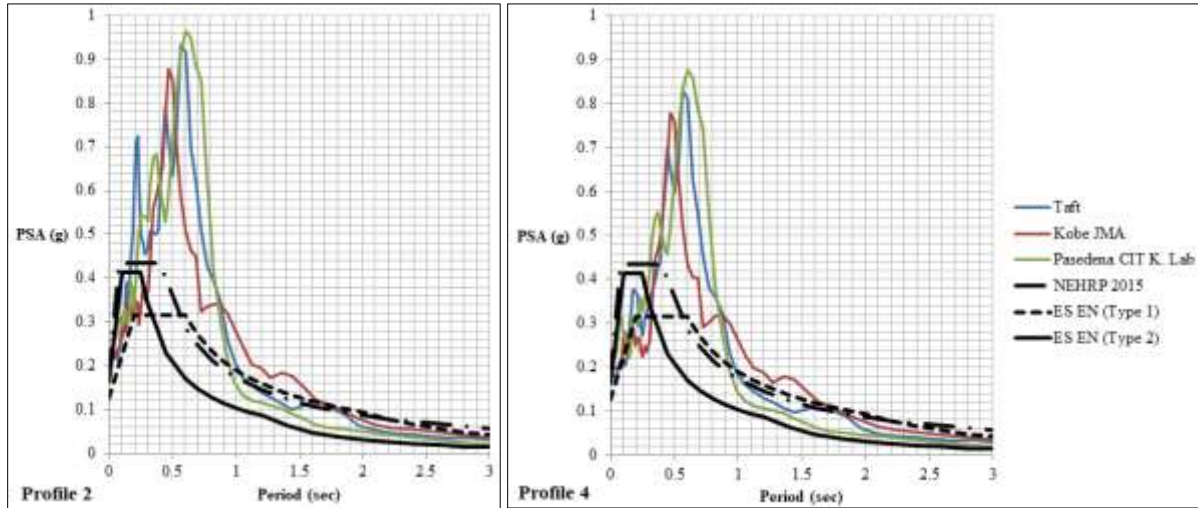 1
0.9
0.8
0.7
0.6
PSA (g) 0.5
0.4
0.3
0.2
0.1
0
0 0.5 1 1.5 2 2.5 3
Profile 2 Period (sec)
1
0.9
0.8
0.7
0.6
PSA (g) 0.5
0.4
0.3
0.2
0.1
0
0 0.5 1 1.5 2 2.5 3
Profile 4 Period (sec)
Taft
Kobe JMA
Pasedena CIT K. Lab
NEHRP 2015
ES EN (Type 1)
ES EN (Type 2)